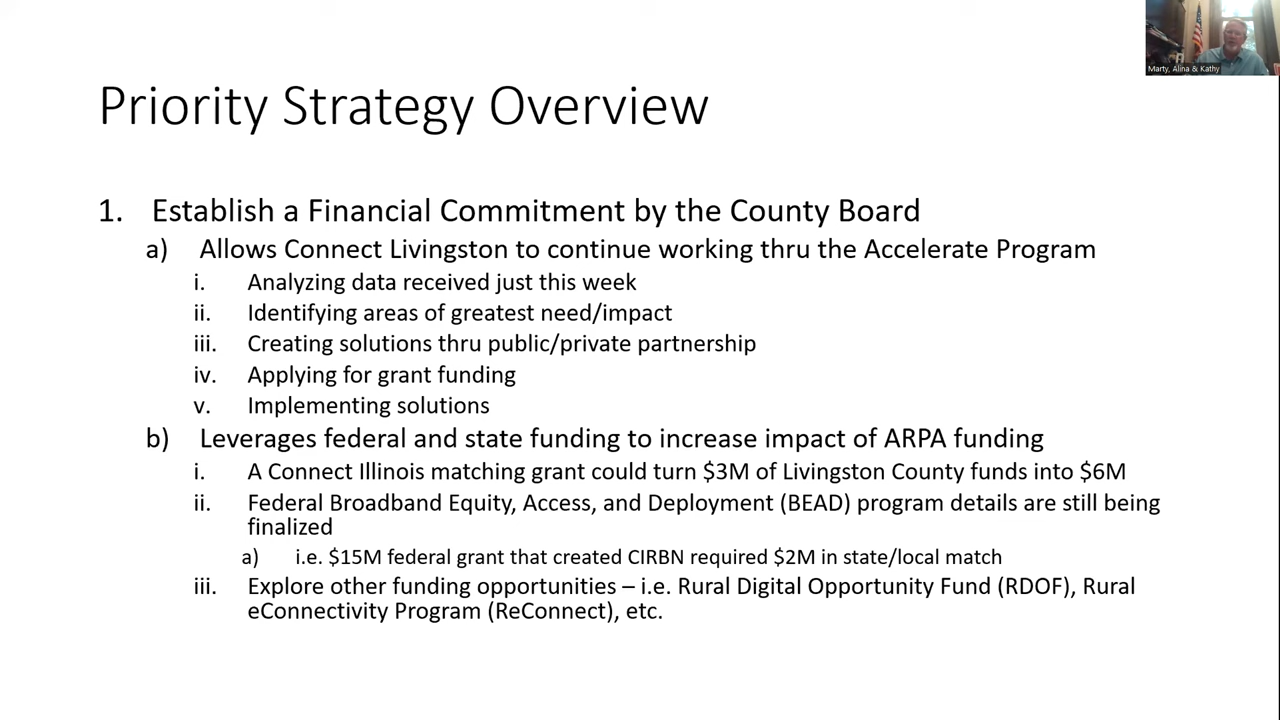 Marty, Alina & Kathy
Priority Strategy Overview
1. Establish a Financial Commitment by the County Board
a) Allows Connect Livingston to continue working thru the Accelerate Program
i. Analyzing data received just this week
ii. Identifying areas of greatest need/impact
iii. Creating solutions thru public/private partnership
iv. Applying for grant funding
v. Implementing solutions
b) Leverages federal and state funding to increase impact of ARPA funding
i. A Connect Illinois matching grant could turn $3M of Livingston County funds into $6M
ii. Federal Broadband Equity, Access, and Deployment (BEAD) program details are still being
finalized
a) i.e. $15M federal grant that created CIRBN required $2M in state/local match
iii. Explore other funding opportunities – i.e. Rural Digital Opportunity Fund (RDOF), Rural
eConnectivity Program (ReConnect), etc.